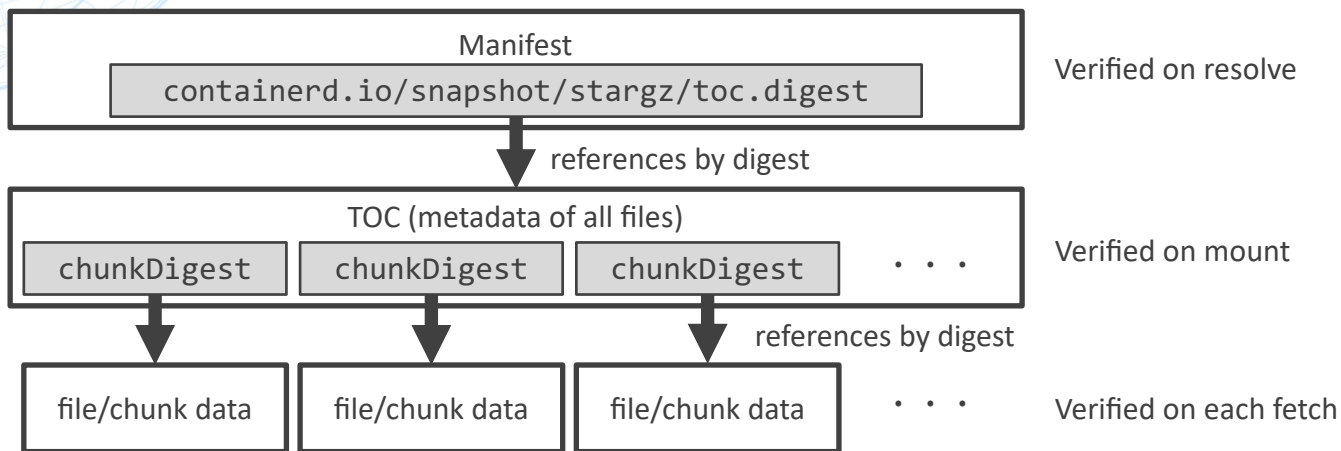 Manifest
containerd.io/snapshot/stargz/toc.digest
Verified on resolve
references by digest
TOC (metadata of all files)
chunkDigest chunkDigest chunkDigest . . .
Verified on mount
references by digest
file/chunk data file/chunk data file/chunk data . . .
Verified on each fetch